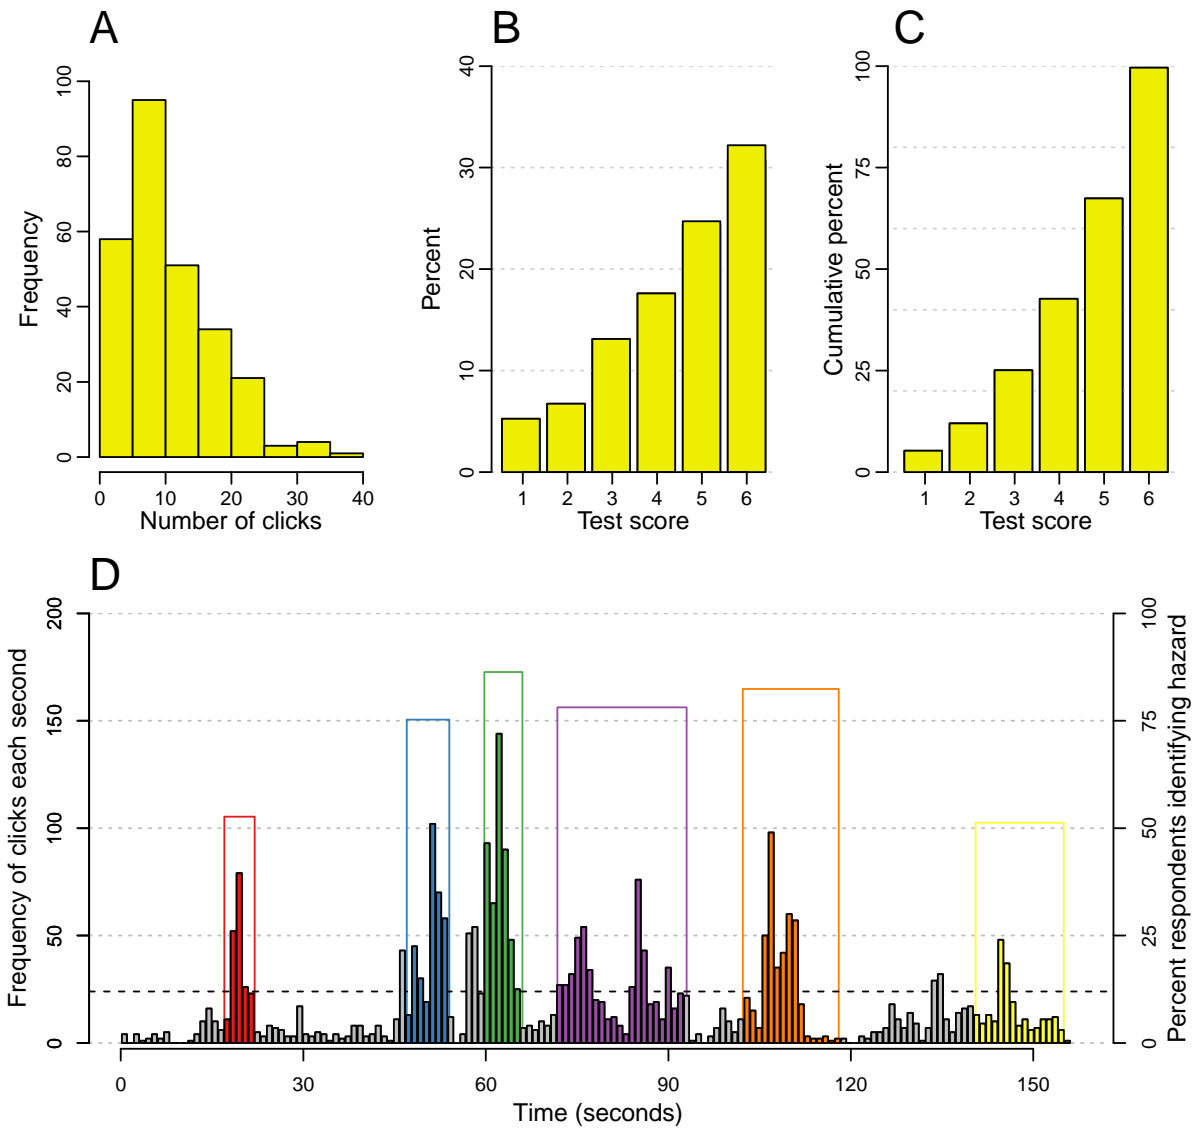 A
B
C
Frequency
0
20
40
60
80
100
0 10 20 30 40
Number of clicks
Percent
0
10
20
30
40
1 2 3 4 5 6
Test score
Cumulative percent
0
25
50
75
100
1 2 3 4 5 6
Test score
D
Frequency of clicks each second
0
50
100
150
200
Percent respondents identifying hazard
0
25
50
75
100
0 30 60 90 120 150
Time (seconds)